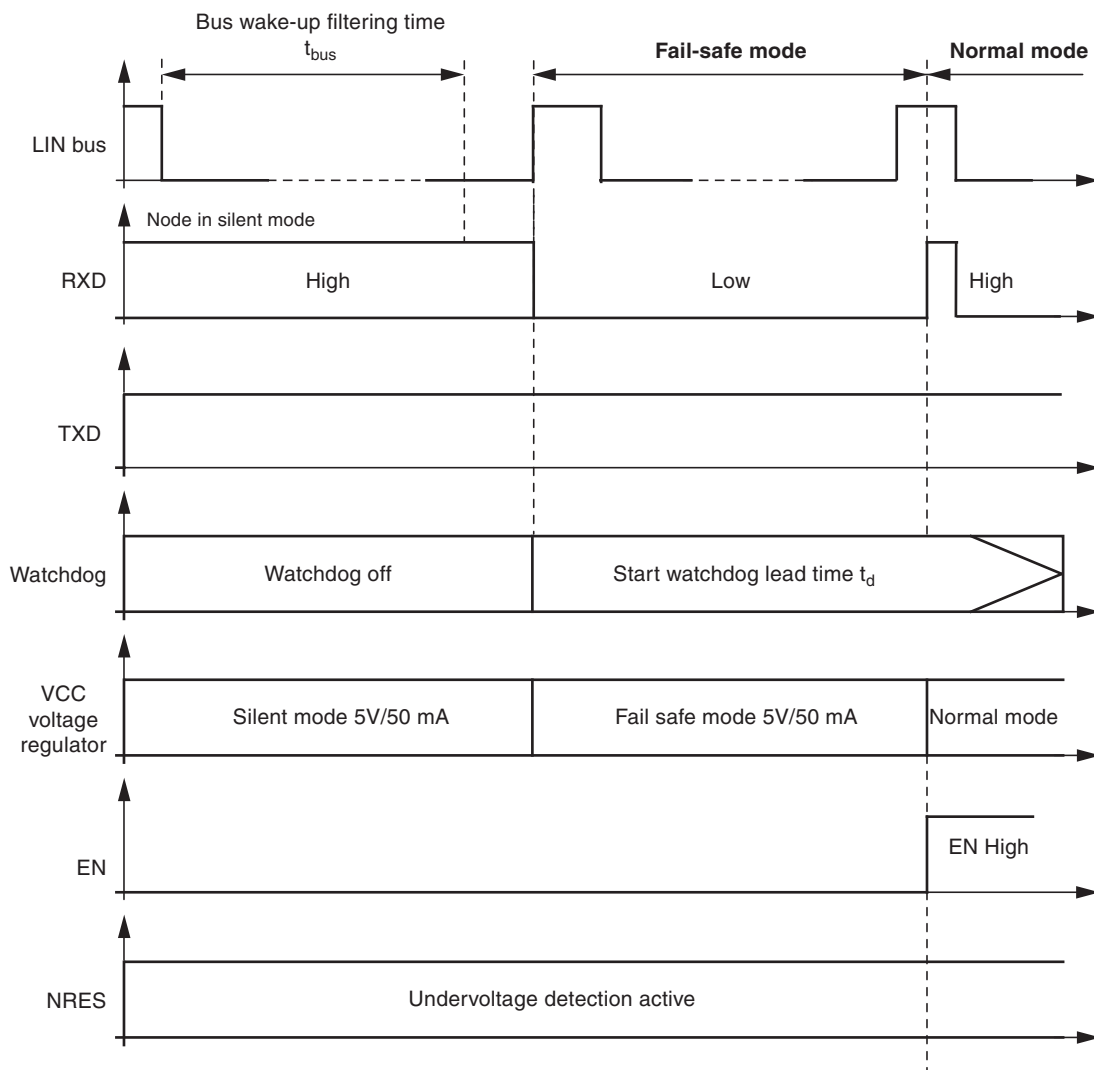 Bus wake-up filtering time
tbus
Fail-safe mode
Normal mode
LIN bus
Node in silent mode
RXD
High
Low
High
TXD
Watchdog
Watchdog off
Start watchdog lead time td
VCC
voltage
regulator
Silent mode 5V/50 mA
Fail safe mode 5V/50 mA
Normal mode
EN
EN High
NRES
Undervoltage detection active